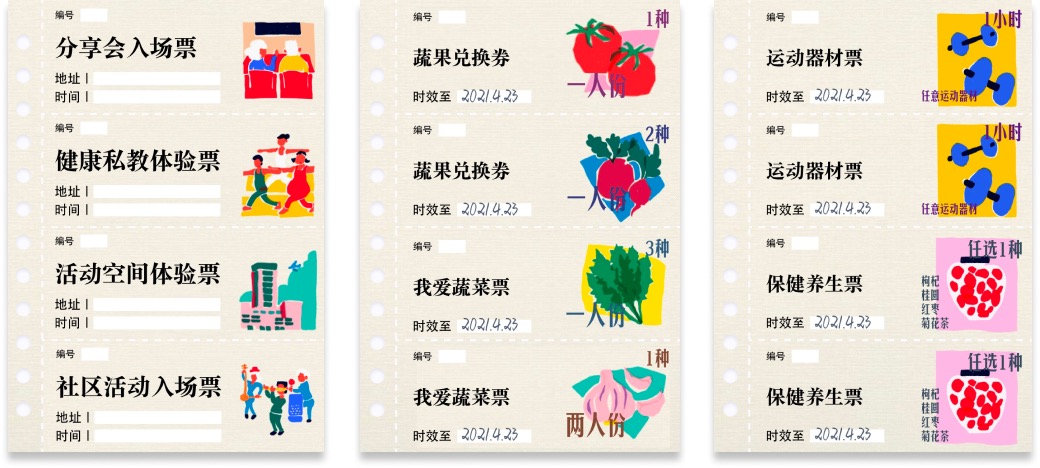 编号
分享会入场票
地址 |
时间 |
编号
健康私教体验票
地址 |
时间 |
编号
活动空间体验票
地址 |
时间 |
编号
社区活动入场票
地址 |
时间 |
编号
1种
蔬果兑换券
一人份
时效至 2021.4.23
编号
2种
蔬果兑换券
一人份
时效至 2021.4.23
编号
3种
我爱蔬菜票
一人份
时效至 2021.4.23
编号
1种
我爱蔬菜票
两人份
时效至 2021.4.23
编号
1小时
运动器材票
时效至 2021.4.23
任意运动器材
编号
1小时
运动器材票
时效至 2021.4.23
任意运动器材
编号
任选1种
保健养生票
枸杞
桂圆
红枣
菊花茶
时效至 2021.4.23
编号
任选1种
保健养生票
枸杞
桂圆
红枣
菊花茶
时效至 2021.4.23